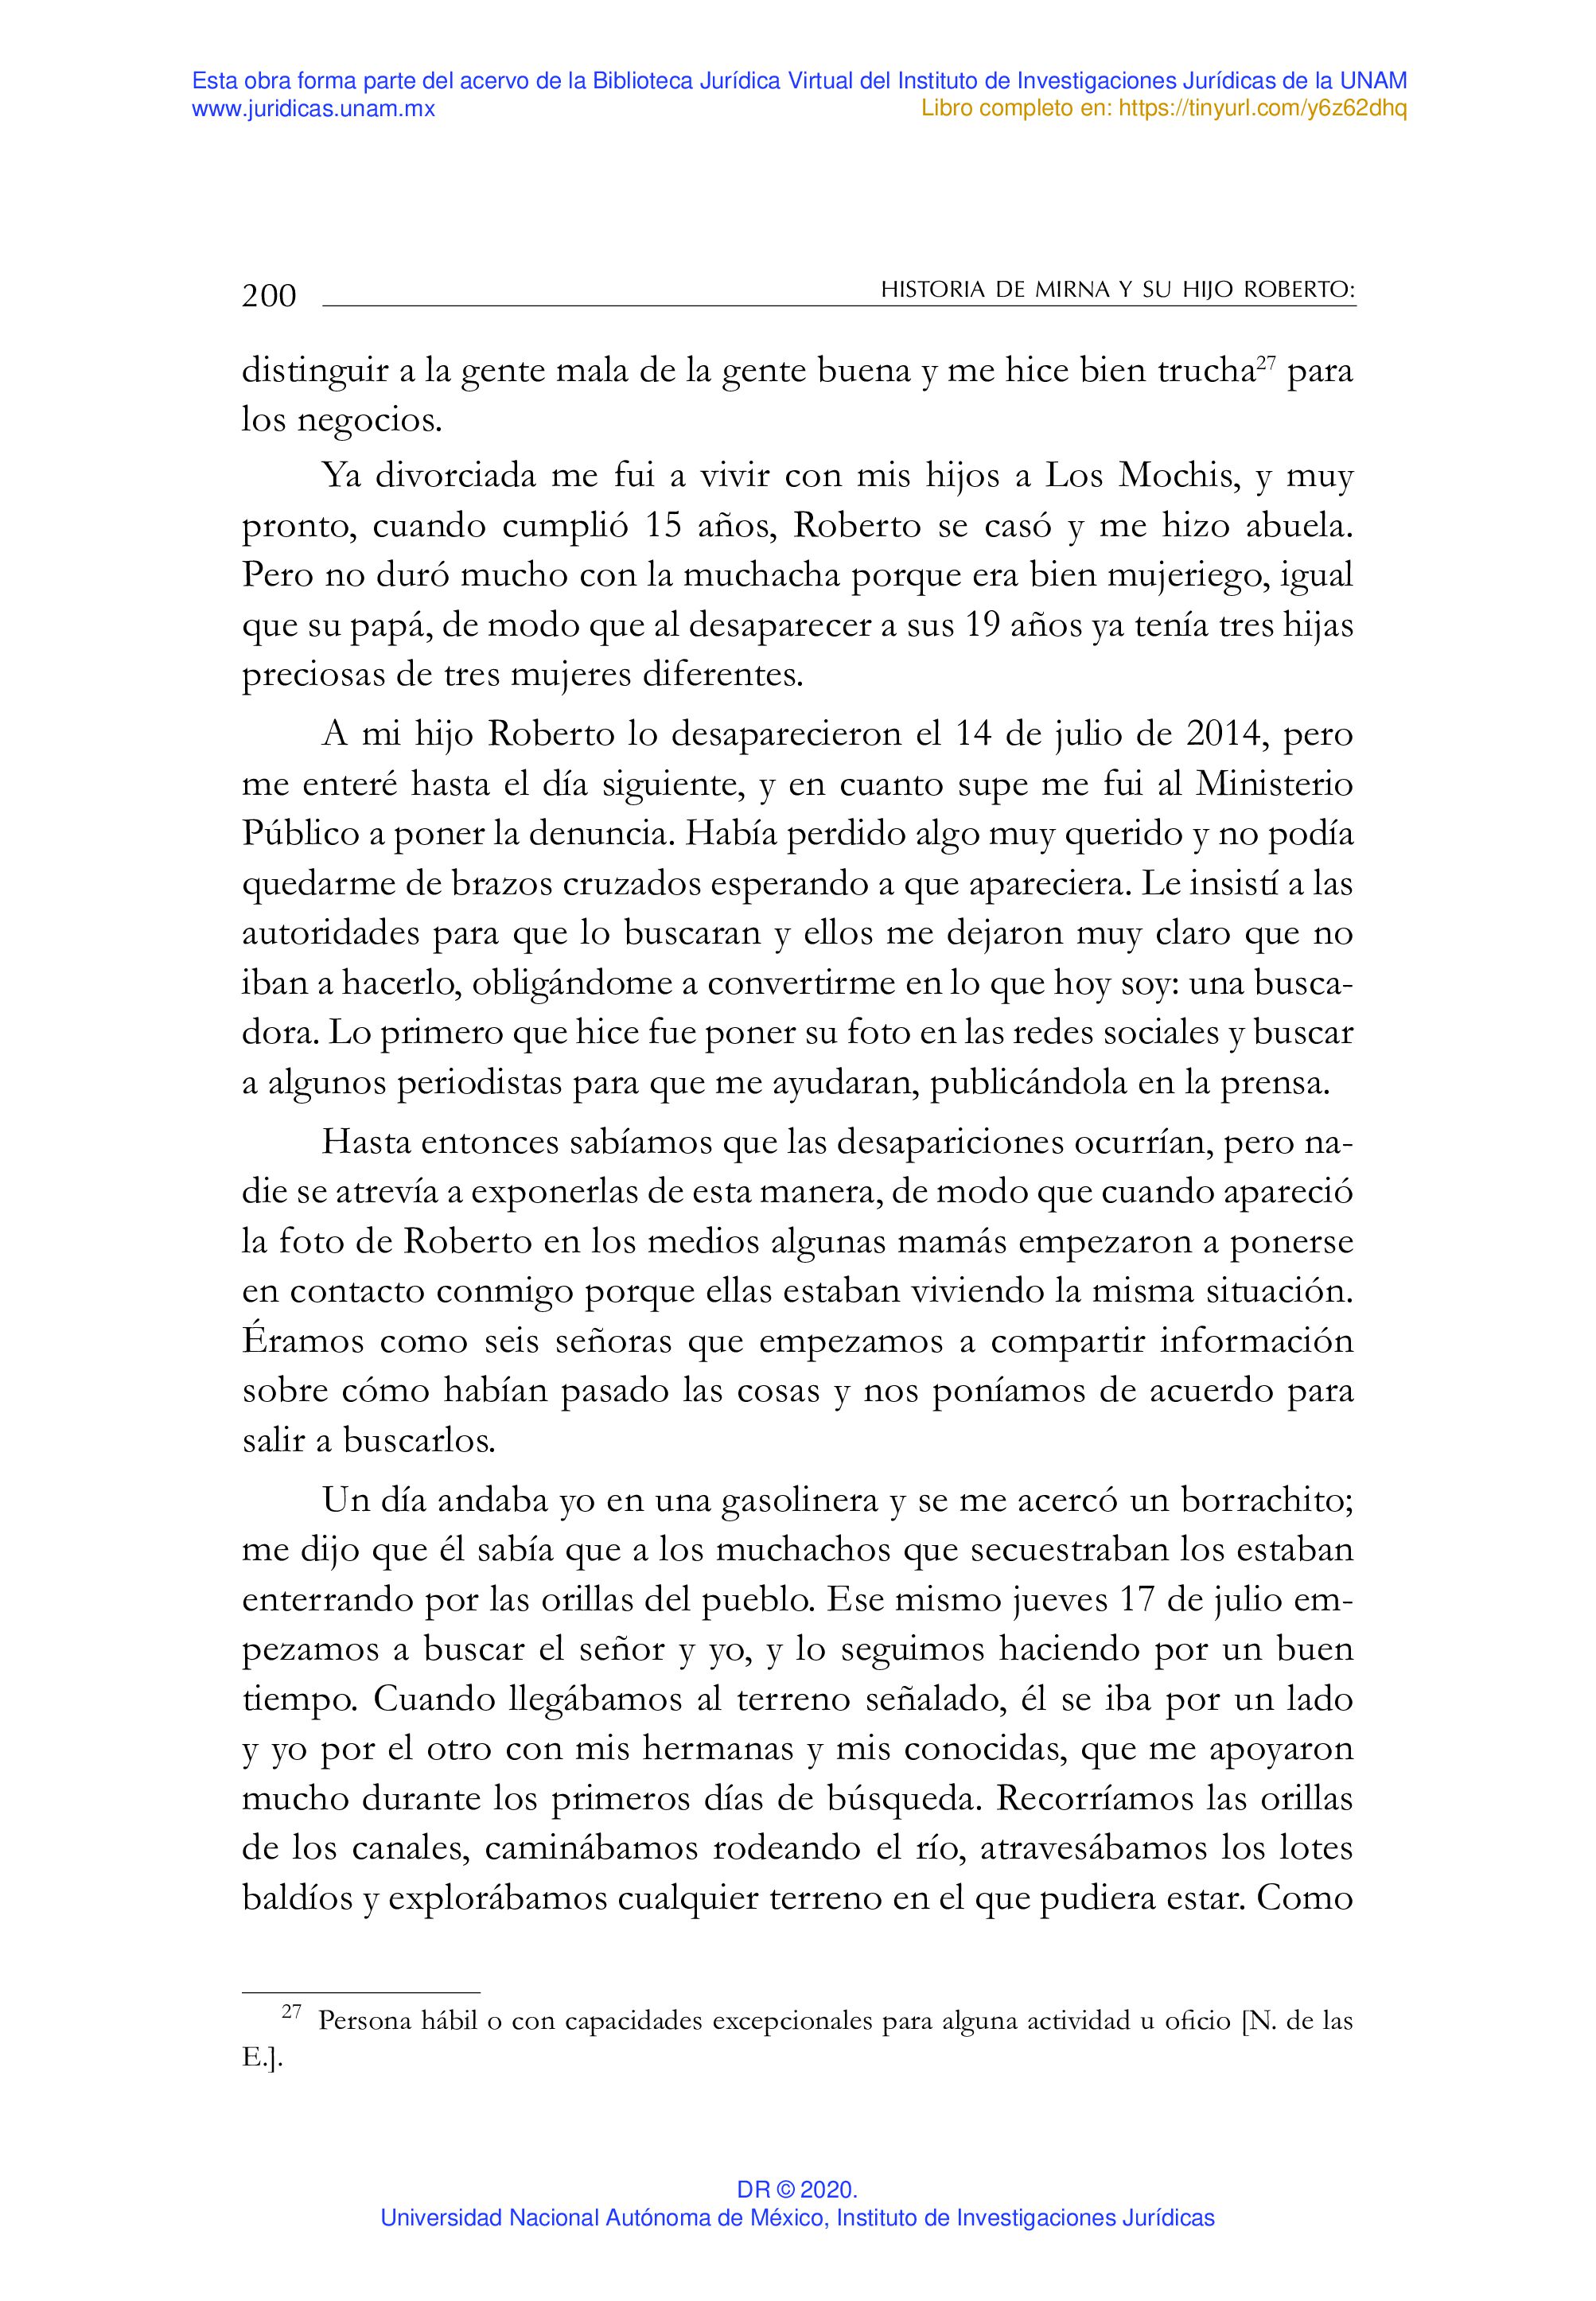 Esta obra forma parte del acervo de la Biblioteca Jurídica Virtual del Instituto de Investigaciones Jurídicas de la UNAM
www.juridicas.unam.mx
Libro completo en: https://tinyurl.com/y6z62dhq
200
HISTORIA DE MIRNA Y SU HIJO ROBERTO:
distinguir a la gente mala de la gente buena y me hice bien trucha27 para
los negocios.
Ya divorciada me fui a vivir con mis hijos a Los Mochis, y muy
pronto, cuando cumplió 15 años, Roberto se casó y me hizo abuela.
Pero no duró mucho con la muchacha porque era bien mujeriego, igual
que su papá, de modo que al desaparecer a sus 19 años ya tenía tres hijas
preciosas de tres mujeres diferentes.
A mi hijo Roberto lo desaparecieron el 14 de julio de 2014, pero
me enteré hasta el día siguiente, y en cuanto supe me fui al Ministerio
Público a poner la denuncia. Había perdido algo muy querido y no podía
quedarme de brazos cruzados esperando a que apareciera. Le insistí a las
autoridades para que lo buscaran y ellos me dejaron muy claro que no
iban a hacerlo, obligándome a convertirme en lo que hoy soy: una busca-
dora. Lo primero que hice fue poner su foto en las redes sociales y buscar
a algunos periodistas para que me ayudaran, publicándola en la prensa.
Hasta entonces sabíamos que las desapariciones ocurrían, pero na-
die se atrevía a exponerlas de esta manera, de modo que cuando apareció
la foto de Roberto en los medios algunas mamás empezaron a ponerse
en contacto conmigo porque ellas estaban viviendo la misma situación.
Éramos como seis señoras que empezamos a compartir información
sobre cómo habían pasado las cosas y nos poníamos de acuerdo para
salir a buscarlos.
Un día andaba yo en una gasolinera y se me acercó un borrachito;
me dijo que él sabía que a los muchachos que secuestraban los estaban
enterrando por las orillas del pueblo. Ese mismo jueves 17 de julio em-
pezamos a buscar el señor y yo, y lo seguimos haciendo por un buen
tiempo. Cuando llegábamos al terreno señalado, él se iba por un lado
y yo por el otro con mis hermanas y mis conocidas, que me apoyaron
mucho durante los primeros días de búsqueda. Recorríamos las orillas
de los canales, caminábamos rodeando el río, atravesábamos los lotes
baldíos y explorábamos cualquier terreno en el que pudiera estar. Como
27 Persona hábil o con capacidades excepcionales para alguna actividad u oficio [N. de las
E.].
DR © 2020.
Universidad Nacional Autónoma de México, Instituto de Investigaciones Jurídicas